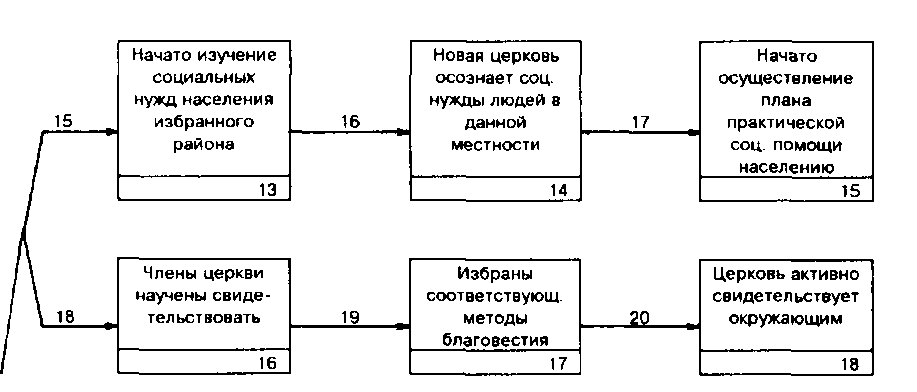 15
Начато изучение
социальных
нужд населения
избранного
района
13
16
Новая церковь
осознает соц.
нужды людей в
данной
местности
14
17
Начато
осуществление
плана
практической
соц. помощи
населению
15
18
Члены церкви
научены свиде-
тельствовать
16
19
Избраны
соответствующ.
методы
благовестия
17
20
Церковь активно
свидетельствует
окружающим
18